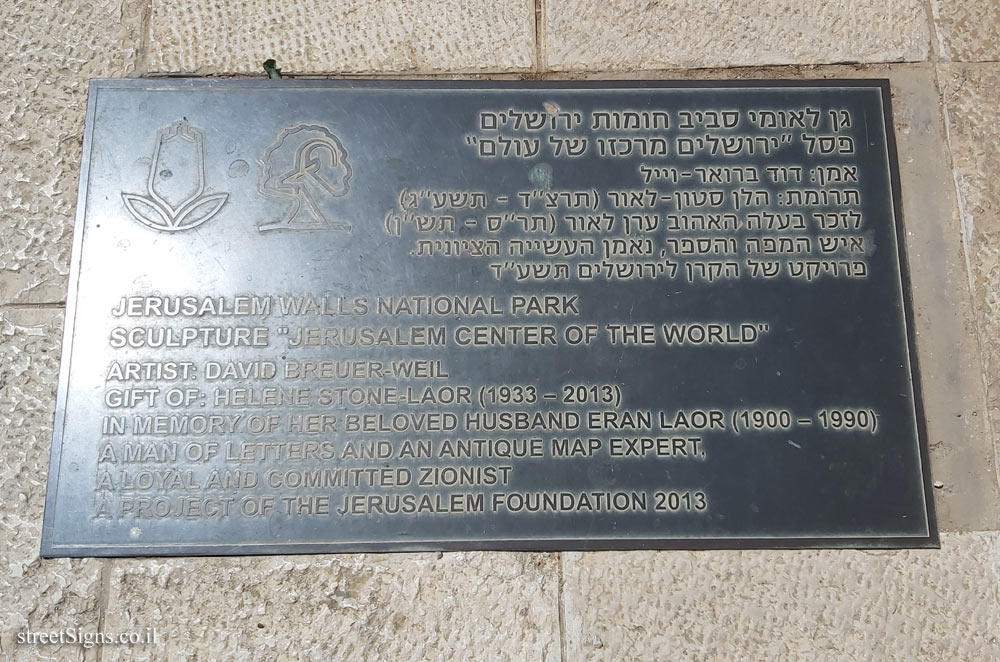 גן לאומי סביב חומות ירושלים
פסל "ירושלים מרכזו של עולם"
אמן: דוד ברואר-וייל
תרומת: הלן סטון-לאור (תרצ"ד - תשע"ג)
לזכר בעלה האהוב ערן לאור (תר"ס - תש"ן)
איש המפה והספר, נאמן העשייה הציונית.
פרויקט של הקרן לירושלים תשע"ד
JERUSALEM WALLS NATIONAL PARK
SCULPTURE "JERUSALEM CENTER OF THE WORLD"
ARTIST: DAVID BREUER-WEIL
GIFT OF: HELENE STONE-LAOR (1933 – 2013)
IN MEMORY OF HER BELOVED HUSBAND ERAN LAOR (1900 – 1990)
A MAN OF LETTERS AND AN ANTIQUE MAP EXPERT,
A LOYAL AND COMMITTED ZIONIST
A PROJECT OF THE JERUSALEM FOUNDATION 2013
streetSigns.co.il